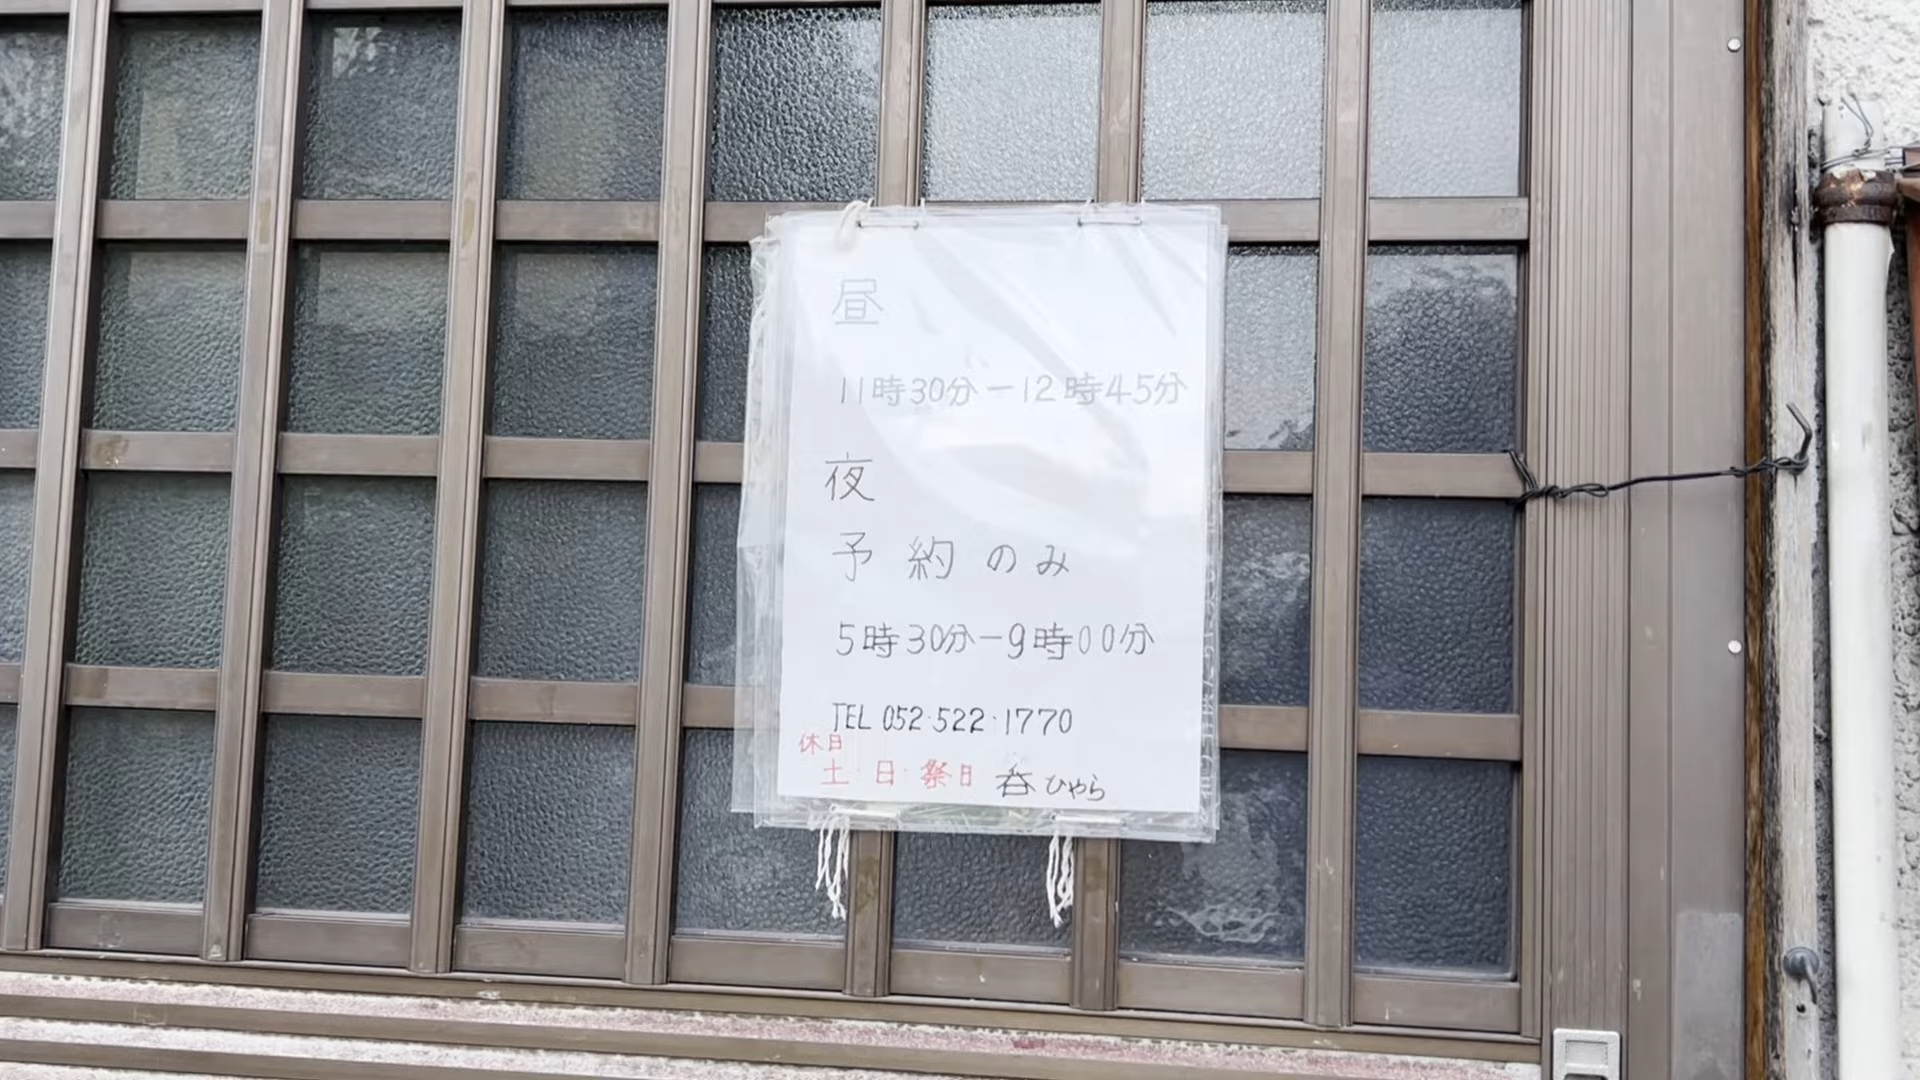 昼
11時30分ー12時45分
夜
予約のみ
5時30分ー9時00分
TEL 052・522・1770
休日
土・日・祭日 呑ひやら